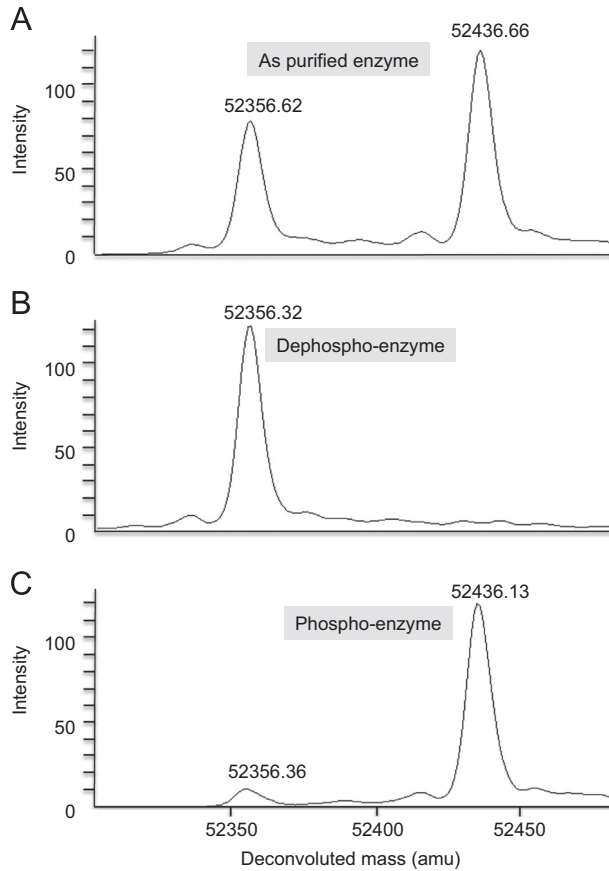 A
52436.66
As purified enzyme
52356.62
100
50
0
Intensity
B
52356.32
Dephospho-enzyme
100
50
0
Intensity
C
52436.13
Phospho-enzyme
100
50
52356.36
0
Intensity
52350 52400 52450
Deconvoluted mass (amu)